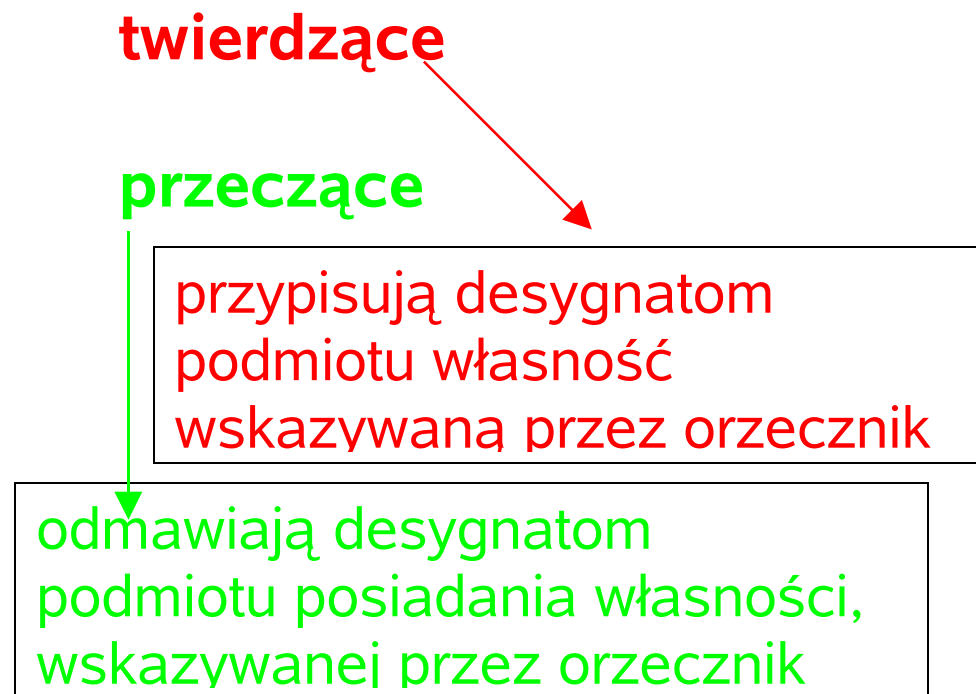 twierdzące
przeczące
przypisują desygnatom
podmiotu własność
wskazywaną przez orzecznik
odmawiają desygnatom
podmiotu posiadania własności,
wskazywanej przez orzecznik